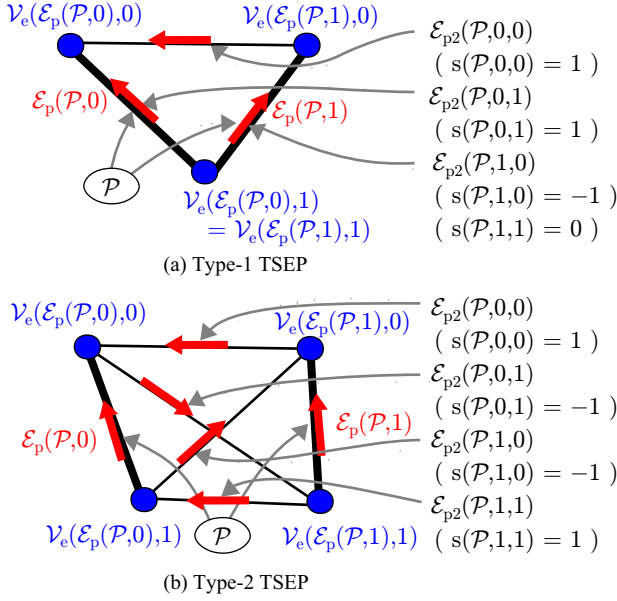 𝒱ₑ(ℰₚ(𝒫,0),0) 𝒱ₑ(ℰₚ(𝒫,1),0)
ℰₚ₂(𝒫,0,0)
( s(𝒫,0,0) = 1 )
ℰₚ(𝒫,0) ℰₚ(𝒫,1)
ℰₚ₂(𝒫,0,1)
( s(𝒫,0,1) = 1 )
ℰₚ₂(𝒫,1,0)
𝒫
( s(𝒫,1,0) = −1 )
𝒱ₑ(ℰₚ(𝒫,0),1)
= 𝒱ₑ(ℰₚ(𝒫,1),1)
( s(𝒫,1,1) = 0 )
(a) Type-1 TSEP
𝒱ₑ(ℰₚ(𝒫,0),0) 𝒱ₑ(ℰₚ(𝒫,1),0)
ℰₚ₂(𝒫,0,0)
( s(𝒫,0,0) = 1 )
ℰₚ₂(𝒫,0,1)
( s(𝒫,0,1) = −1 )
ℰₚ(𝒫,0) ℰₚ(𝒫,1)
ℰₚ₂(𝒫,1,0)
( s(𝒫,1,0) = −1 )
ℰₚ₂(𝒫,1,1)
𝒱ₑ(ℰₚ(𝒫,0),1) 𝒫 𝒱ₑ(ℰₚ(𝒫,1),1)
( s(𝒫,1,1) = 1 )
(b) Type-2 TSEP